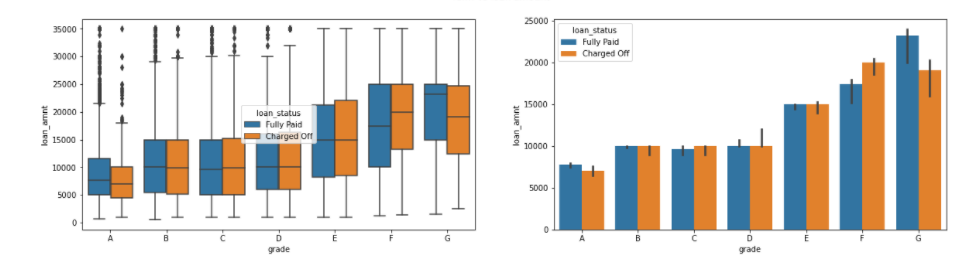 35000
30000
25000
20000
15000
10000
5000
0
loan_amnt
loan_status
Fully Paid
Charged Off
A B C D E F G
grade
25000
20000
15000
10000
5000
0
loan_amnt
loan_status
Fully Paid
Charged Off
A B C D E F G
grade